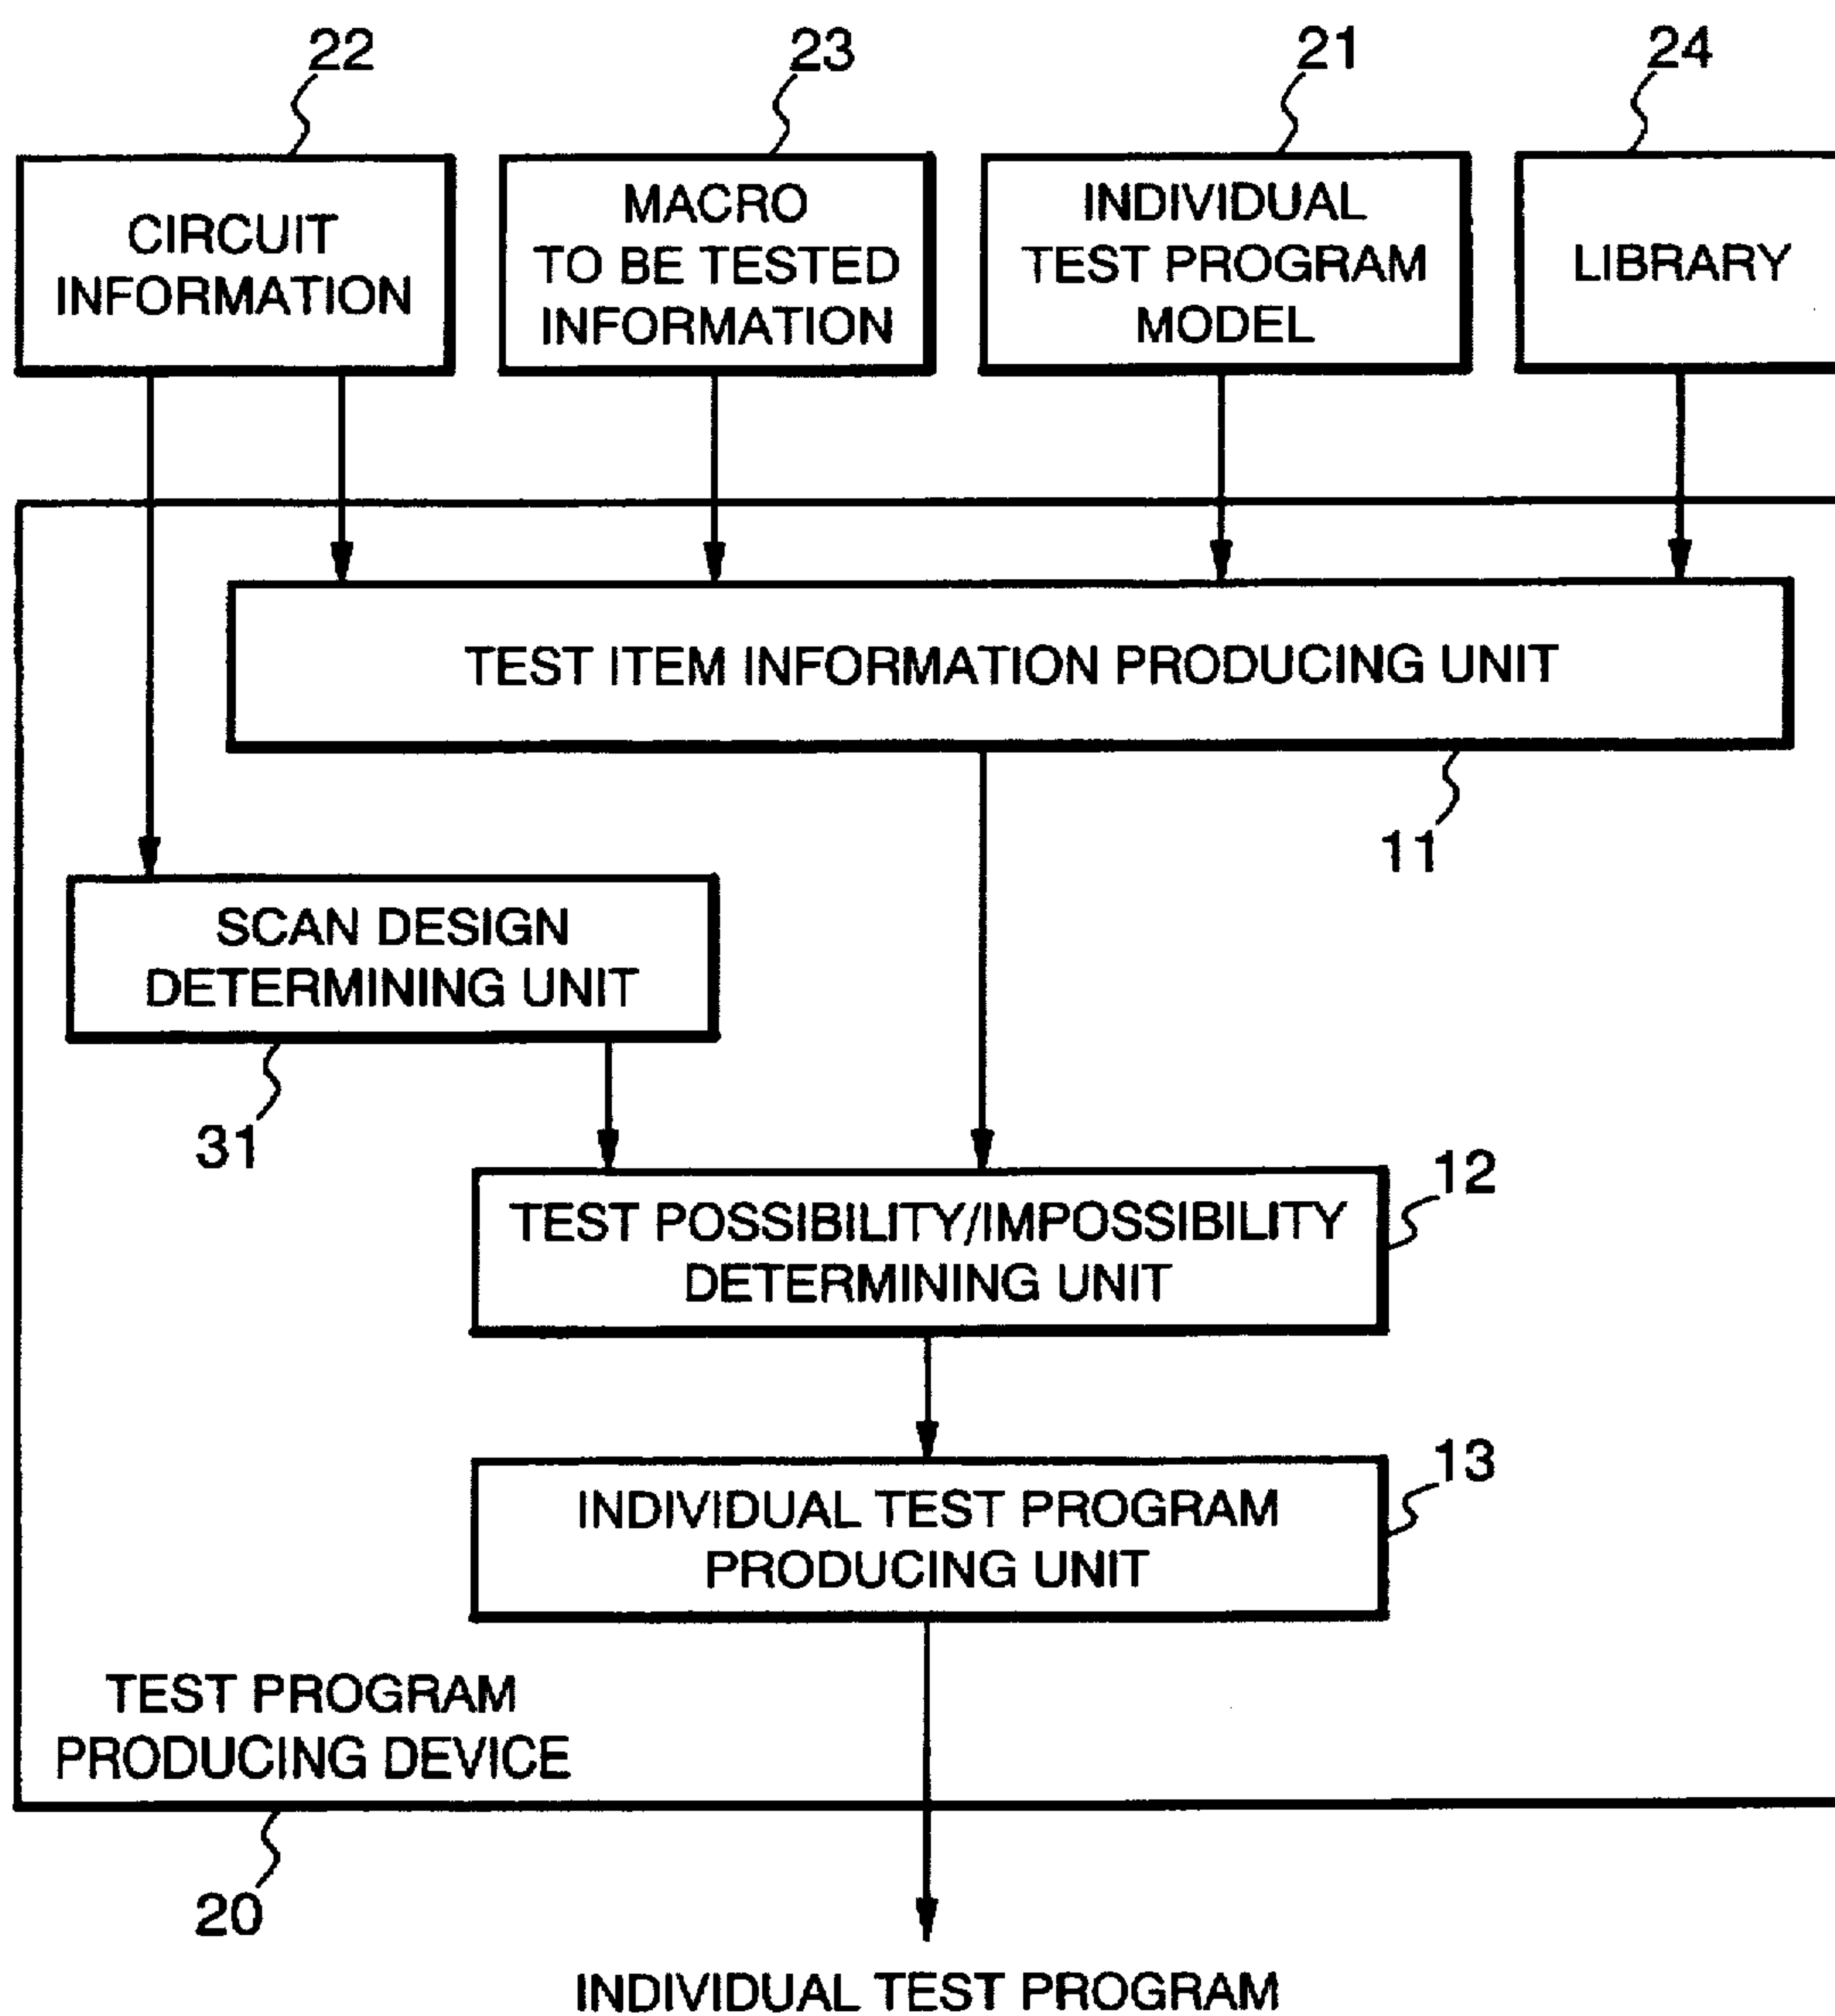 22
23
21
24
CIRCUIT
INFORMATION
MACRO
TO BE TESTED
INFORMATION
INDIVIDUAL
TEST PROGRAM
MODEL
LIBRARY
TEST ITEM INFORMATION PRODUCING UNIT
11
SCAN DESIGN
DETERMINING UNIT
31
TEST POSSIBILITY/IMPOSSIBILITY
DETERMINING UNIT
12
INDIVIDUAL TEST PROGRAM
PRODUCING UNIT
13
TEST PROGRAM
PRODUCING DEVICE
20
INDIVIDUAL TEST PROGRAM